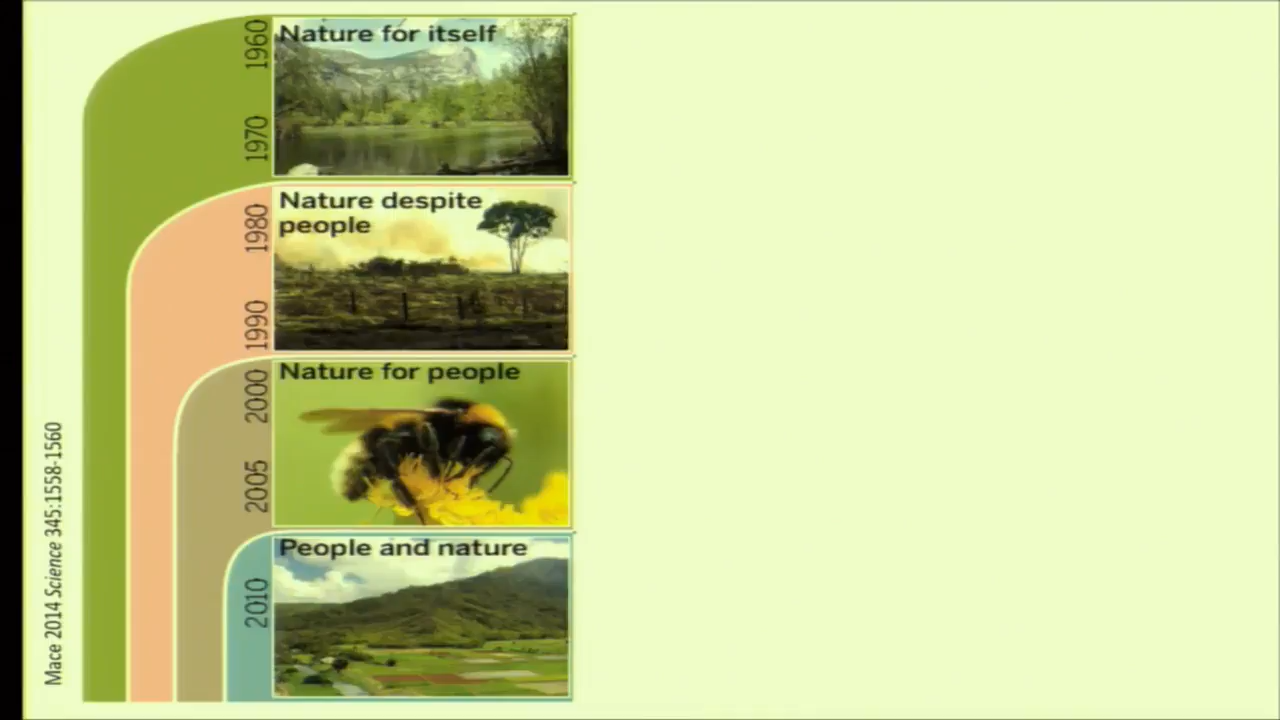 1960
Nature for itself
1970
Nature despite
people
1980
1990
Nature for people
2000
2005
People and nature
2010
Mace 2014 Science 345:1558-1560